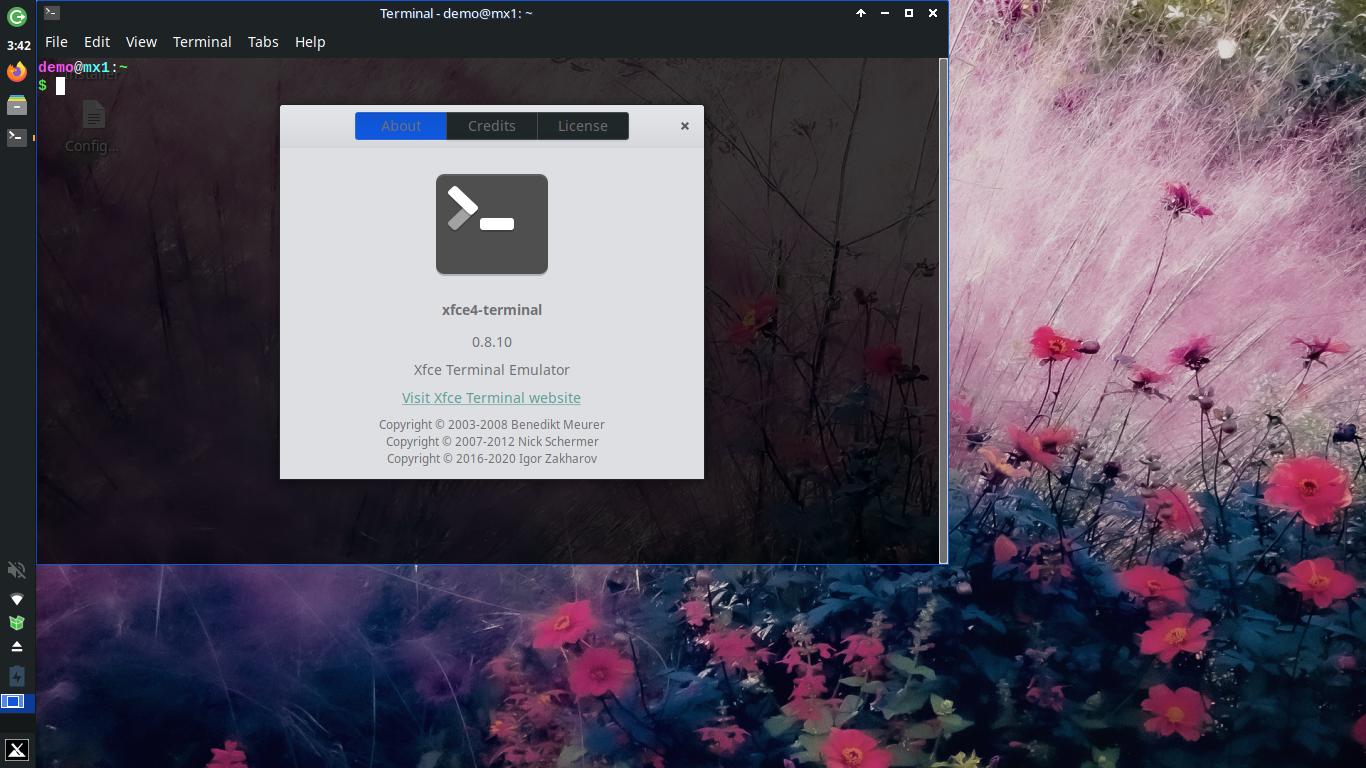 Terminal - demo@mx1: ~
3:42
File Edit View Terminal Tabs Help
demo@mx1:~
$
Installer
Config...
About Credits License
xfce4-terminal
0.8.10
Xfce Terminal Emulator
Visit Xfce Terminal website
Copyright © 2003-2008 Benedikt Meurer
Copyright © 2007-2012 Nick Schermer
Copyright © 2016-2020 Igor Zakharov